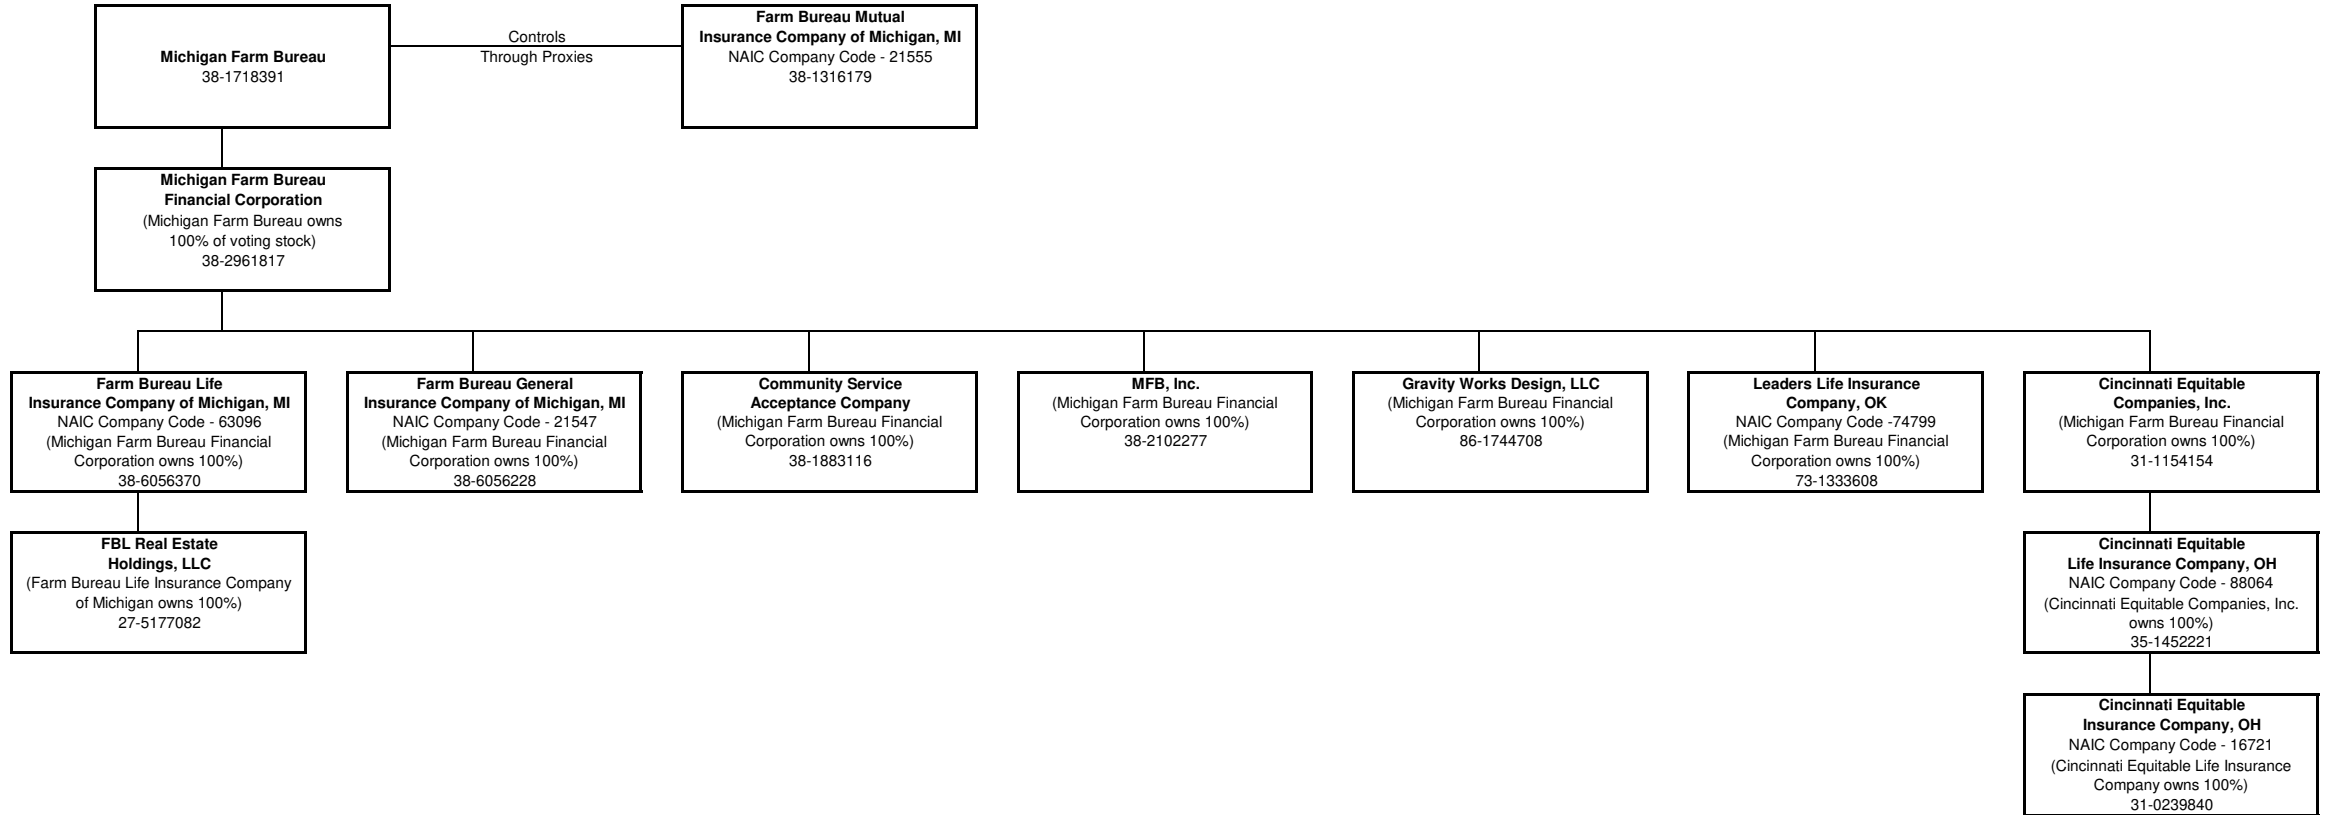 Michigan Farm Bureau
38-1718391
Controls
Through Proxies
Farm Bureau Mutual
Insurance Company of Michigan, MI
NAIC Company Code - 21555
38-1316179
Michigan Farm Bureau
Financial Corporation
(Michigan Farm Bureau owns
100% of voting stock)
38-2961817
Farm Bureau Life
Insurance Company of Michigan, MI
NAIC Company Code - 63096
(Michigan Farm Bureau Financial
Corporation owns 100%)
38-6056370
Farm Bureau General
Insurance Company of Michigan, MI
NAIC Company Code - 21547
(Michigan Farm Bureau Financial
Corporation owns 100%)
38-6056228
Community Service
Acceptance Company
(Michigan Farm Bureau Financial
Corporation owns 100%)
38-1883116
MFB, Inc.
(Michigan Farm Bureau Financial
Corporation owns 100%)
38-2102277
Gravity Works Design, LLC
(Michigan Farm Bureau Financial
Corporation owns 100%)
86-1744708
Leaders Life Insurance
Company, OK
NAIC Company Code -74799
(Michigan Farm Bureau Financial
Corporation owns 100%)
73-1333608
Cincinnati Equitable
Companies, Inc.
(Michigan Farm Bureau Financial
Corporation owns 100%)
31-1154154
FBL Real Estate
Holdings, LLC
(Farm Bureau Life Insurance Company
of Michigan owns 100%)
27-5177082
Cincinnati Equitable
Life Insurance Company, OH
NAIC Company Code - 88064
(Cincinnati Equitable Companies, Inc.
owns 100%)
35-1452221
Cincinnati Equitable
Insurance Company, OH
NAIC Company Code - 16721
(Cincinnati Equitable Life Insurance
Company owns 100%)
31-0239840